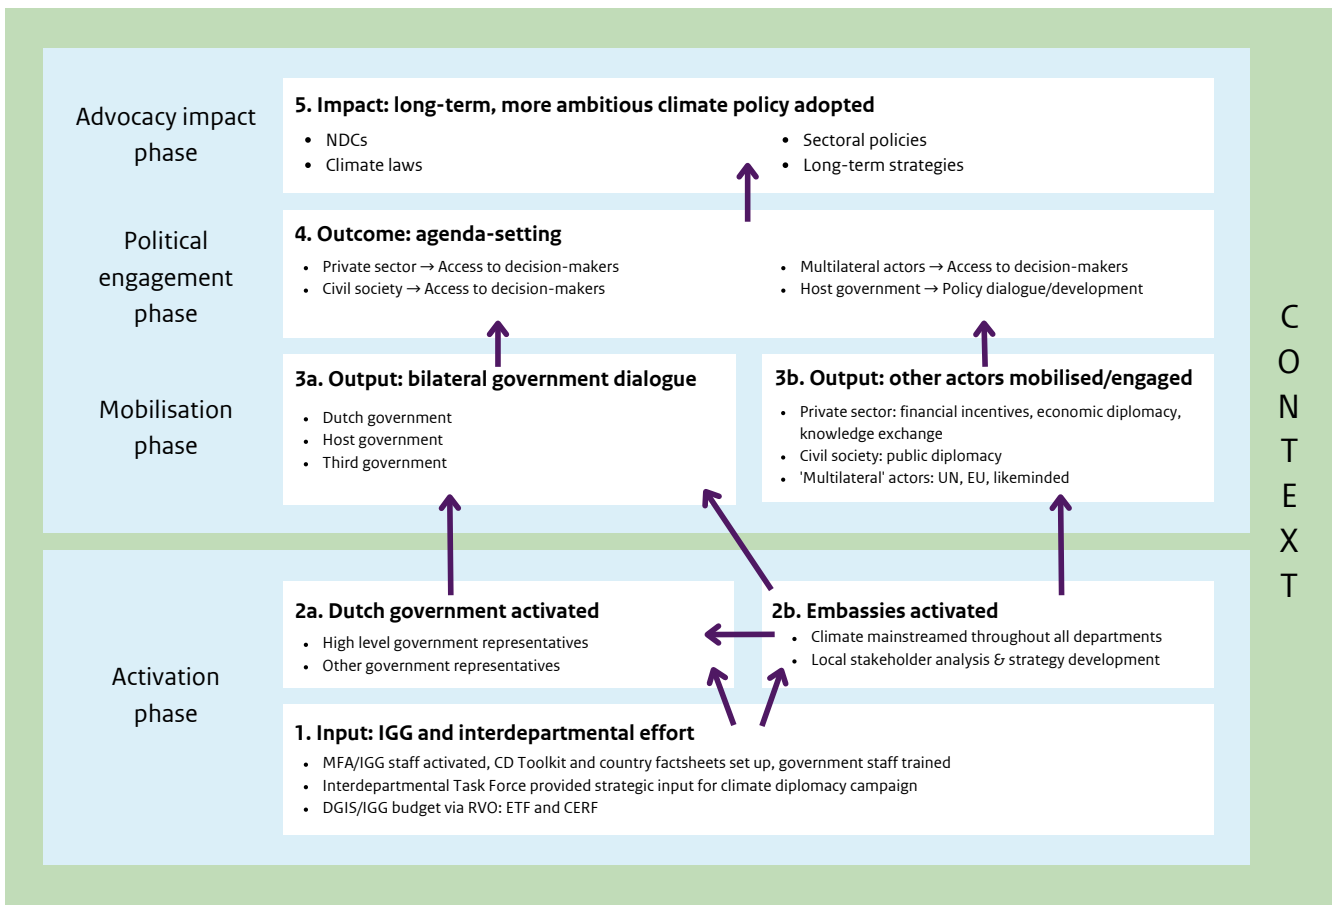 Advocacy impact
phase
5. Impact: long-term, more ambitious climate policy adopted
• NDCs
• Climate laws
• Sectoral policies
• Long-term strategies
Political
engagement
phase
4. Outcome: agenda-setting
• Private sector → Access to decision-makers
• Civil society → Access to decision-makers
• Multilateral actors → Access to decision-makers
• Host government → Policy dialogue/development
Mobilisation
phase
3a. Output: bilateral government dialogue
• Dutch government
• Host government
• Third government
3b. Output: other actors mobilised/engaged
• Private sector: financial incentives, economic diplomacy,
knowledge exchange
• Civil society: public diplomacy
• 'Multilateral' actors: UN, EU, likeminded
Activation
phase
2a. Dutch government activated
• High level government representatives
• Other government representatives
2b. Embassies activated
• Climate mainstreamed throughout all departments
• Local stakeholder analysis & strategy development
1. Input: IGG and interdepartmental effort
• MFA/IGG staff activated, CD Toolkit and country factsheets set up, government staff trained
• Interdepartmental Task Force provided strategic input for climate diplomacy campaign
• DGIS/IGG budget via RVO: ETF and CERF
C
O
N
T
E
X
T